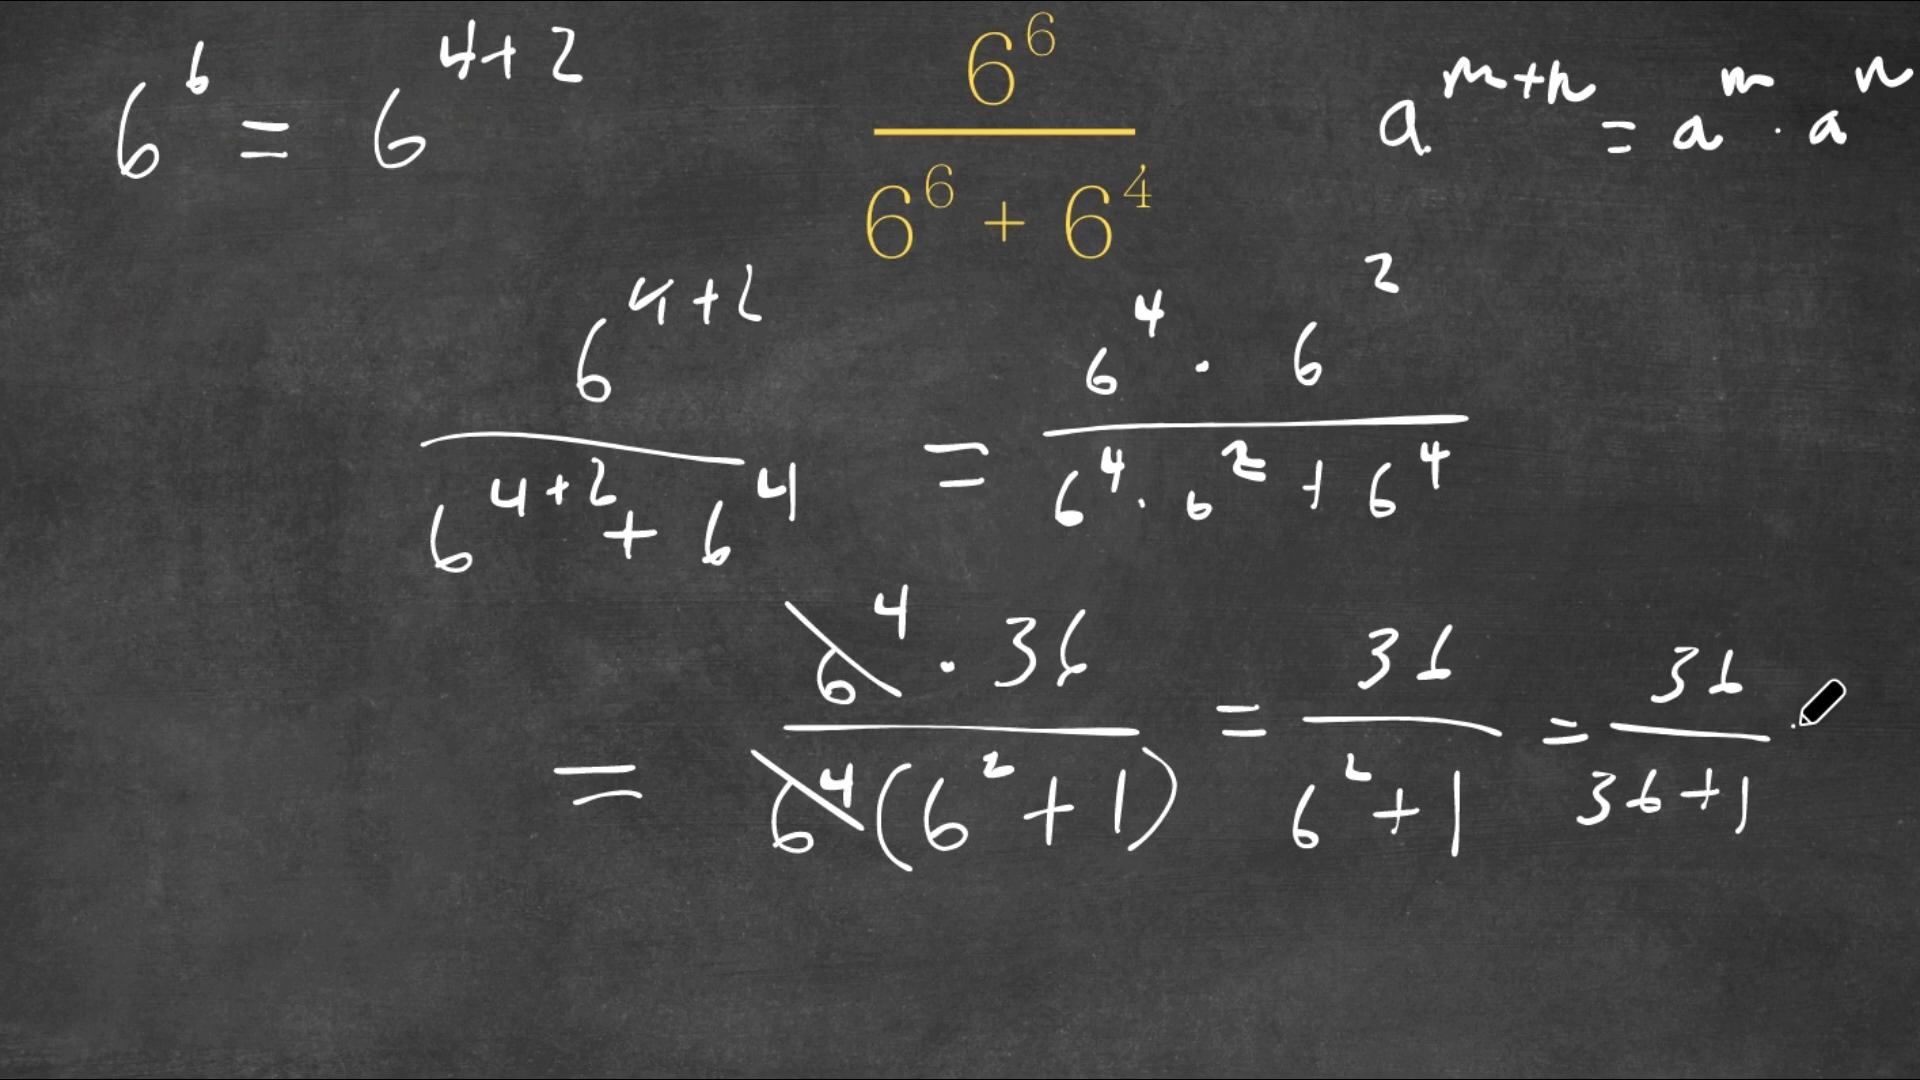 6^6 = 6^(4+2)
6^6 / (6^6 + 6^4)
a^(m+n) = a^m · a^n
6^(4+2) / (6^(4+2) + 6^4) = (6^4 · 6^2) / (6^4 · 6^2 + 6^4)
= (6^4 · 36) / (6^4 (6^2 + 1)) = 36 / (6^2 + 1) = 36 / (36 + 1)